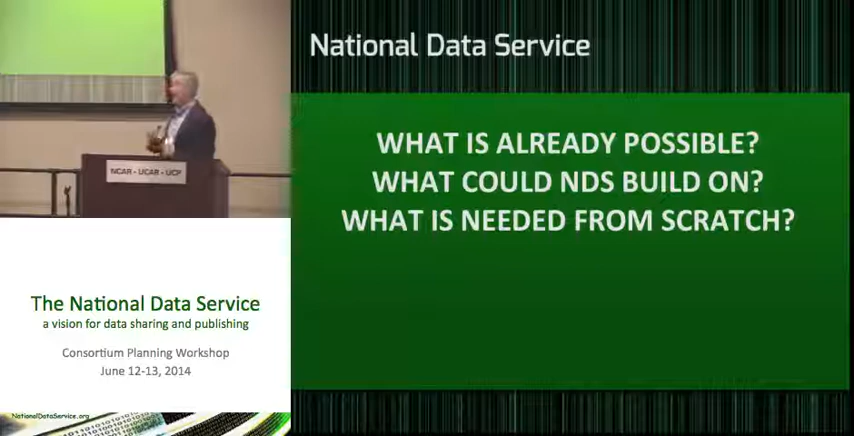 National Data Service
WHAT IS ALREADY POSSIBLE?
WHAT COULD NDS BUILD ON?
WHAT IS NEEDED FROM SCRATCH?
NCAR - UCAR - UCP
The National Data Service
a vision for data sharing and publishing
Consortium Planning Workshop
June 12-13, 2014
NationalDataService.org